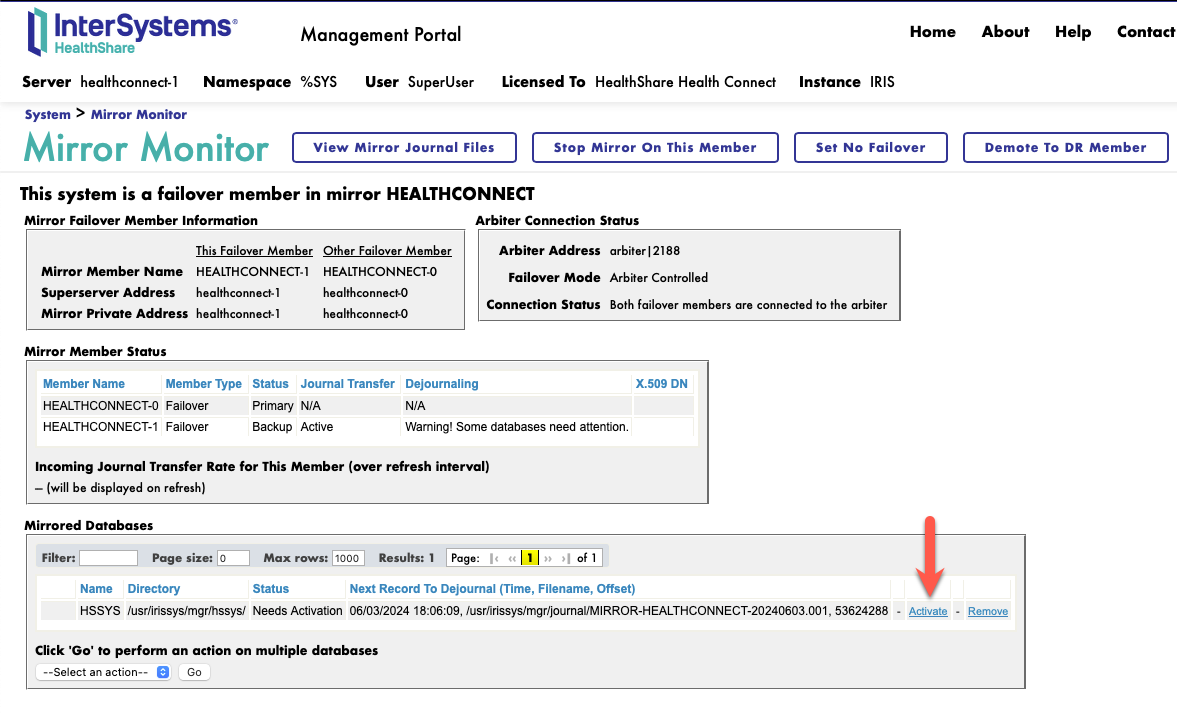 InterSystems®
HealthShare
Management Portal
Home About Help Contact
Server healthconnect-1 Namespace %SYS User SuperUser Licensed To HealthShare Health Connect Instance IRIS
System > Mirror Monitor
Mirror Monitor
View Mirror Journal Files Stop Mirror On This Member Set No Failover Demote To DR Member
This system is a failover member in mirror HEALTHCONNECT
Mirror Failover Member Information
This Failover Member Other Failover Member
Mirror Member Name HEALTHCONNECT-1 HEALTHCONNECT-0
Superserver Address healthconnect-1 healthconnect-0
Mirror Private Address healthconnect-1 healthconnect-0
Arbiter Connection Status
Arbiter Address arbiter|2188
Failover Mode Arbiter Controlled
Connection Status Both failover members are connected to the arbiter
Mirror Member Status
Member Name Member Type Status Journal Transfer Dejournaling X.509 DN
HEALTHCONNECT-0 Failover Primary N/A N/A
HEALTHCONNECT-1 Failover Backup Active Warning! Some databases need attention.
Incoming Journal Transfer Rate for This Member (over refresh interval)
— (will be displayed on refresh)
Mirrored Databases
Filter: Page size: 0 Max rows: 1000 Results: 1 Page: |‹ ‹‹ 1 ›› ›| of 1
Name Directory Status Next Record To Dejournal (Time, Filename, Offset)
HSSYS /usr/irissys/mgr/hssys/ Needs Activation 06/03/2024 18:06:09, /usr/irissys/mgr/journal/MIRROR-HEALTHCONNECT-20240603.001, 53624288 - Activate - Remove
Click 'Go' to perform an action on multiple databases
--Select an action-- Go